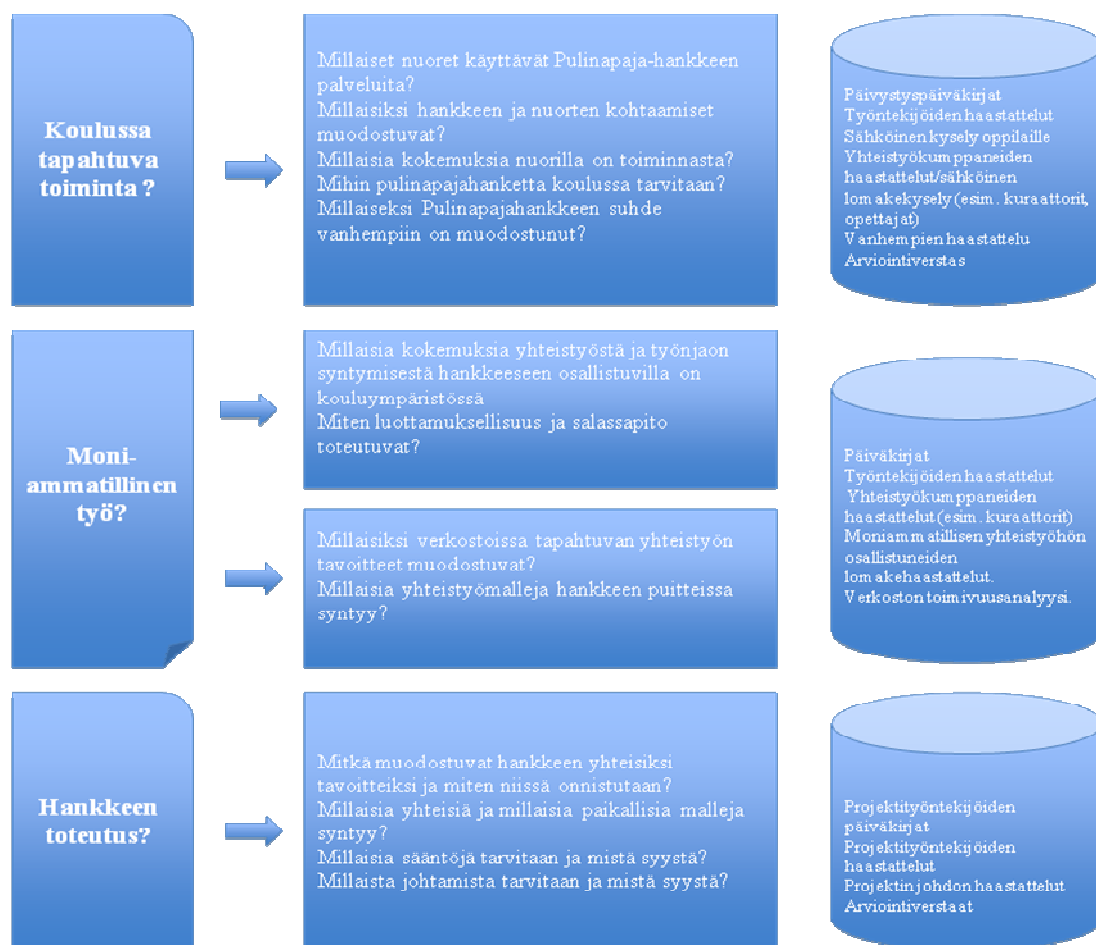 Koulussa
tapahtuva
toiminta ?
Millaiset nuoret käyttävät Pulinapaja-hankkeen
palveluita?
Millaisiksi hankkeen ja nuorten kohtaamiset
muodostuvat?
Millaisia kokemuksia nuorilla on toiminnasta?
Mihin pulinapajahanketta koulussa tarvitaan?
Millaiseksi Pulinapajahankkeen suhde
vanhempiin on muodostunut?
Päivystyspäiväkirjat
Työntekijöiden haastattelut
Sähköinen kysely oppilaille
Yhteistyökumppaneiden
haastattelut/sähköinen
lomakekysely (esim. kuraattorit,
opettajat)
Vanhempien haastattelu
Arviointiverstas
Moni-
ammatillinen
työ?
Millaisia kokemuksia yhteistyöstä ja työnjaon
syntymisestä hankkeeseen osallistuvilla on
kouluympäristössä
Miten luottamuksellisuus ja salassapito
toteutuvat?
Millaisiksi verkostoissa tapahtuvan yhteistyön
tavoitteet muodostuvat?
Millaisia yhteistyömalleja hankkeen puitteissa
syntyy?
Päiväkirjat
Työntekijöiden haastattelut
Yhteistyökumppaneiden
haastattelut (esim. kuraattorit)
Moniammatillisen yhteistyöhön
osallistuneiden
lomakehaastattelut.
Verkoston toimivuusanalyysi.
Hankkeen
toteutus?
Mitkä muodostuvat hankkeen yhteisiksi
tavoitteiksi ja miten niissä onnistutaan?
Millaisia yhteisiä ja millaisia paikallisia malleja
syntyy?
Millaisia sääntöjä tarvitaan ja mistä syystä?
Millaista johtamista tarvitaan ja mistä syystä?
Projektityöntekijöiden
päiväkirjat
Projektityöntekijöiden
haastattelut
Projektin johdon haastattelut
Arviointiverstaat